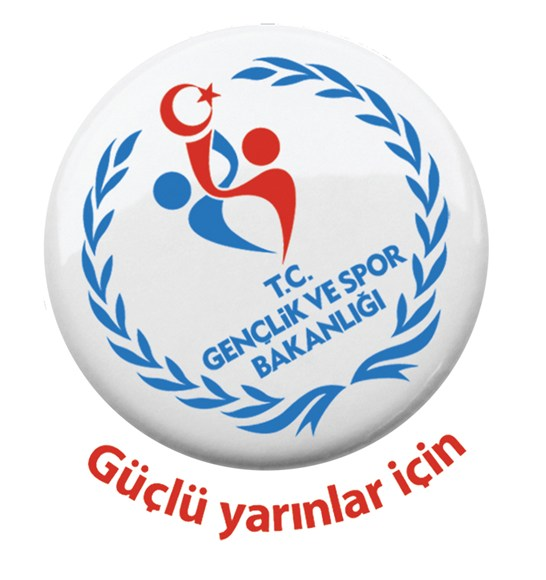 T.C.
GENÇLİK VE SPOR
BAKANLIĞI
Güçlü yarınlar için